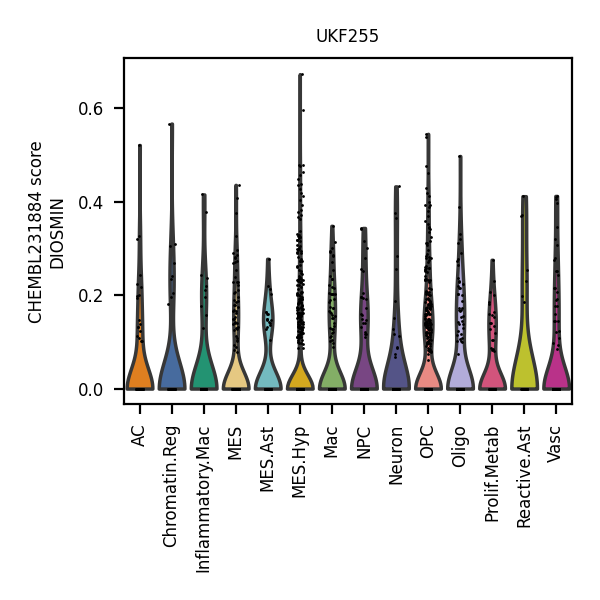 UKF255
CHEMBL231884 score
DIOSMIN
0.6
0.4
0.2
0.0
AC
Chromatin.Reg
Inflammatory.Mac
MES
MES.Ast
MES.Hyp
Mac
NPC
Neuron
OPC
Oligo
Prolif.Metab
Reactive.Ast
Vasc